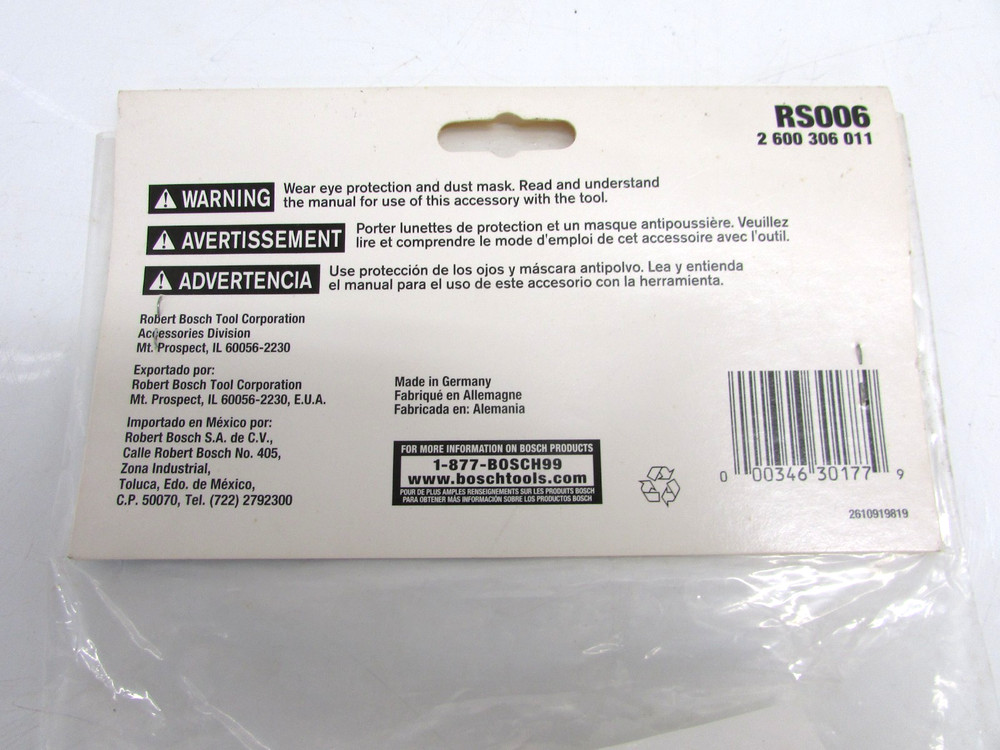 RS006
2 600 306 011
WARNING
Wear eye protection and dust mask. Read and understand
the manual for use of this accessory with the tool.
AVERTISSEMENT
Porter lunettes de protection et un masque antipoussière. Veuillez
lire et comprendre le mode d'emploi de cet accessoire avec l'outil.
ADVERTENCIA
Use protección de los ojos y máscara antipolvo. Lea y entienda
el manual para el uso de este accesorio con la herramienta.
Robert Bosch Tool Corporation
Accessories Division
Mt. Prospect, IL 60056-2230
Exportado por:
Robert Bosch Tool Corporation
Mt. Prospect, IL 60056-2230, E.U.A.
Importado en México por:
Robert Bosch S.A. de C.V.,
Calle Robert Bosch No. 405,
Zona Industrial,
Toluca, Edo. de México,
C.P. 50070, Tel. (722) 2792300
Made in Germany
Fabriqué en Allemagne
Fabricada en: Alemania
FOR MORE INFORMATION ON BOSCH PRODUCTS
1-877-BOSCH99
www.boschtools.com
POUR DE PLUS AMPLES RENSEIGNEMENTS SUR LES PRODUITS BOSCH
PARA OBTENER MÁS INFORMACIÓN SOBRE LOS PRODUCTOS BOSCH
0 00346 30177 9
2610919819